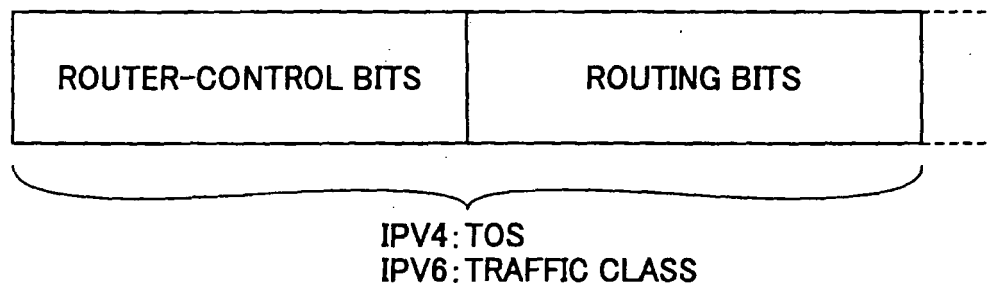 ROUTER-CONTROL BITS
ROUTING BITS
IPV4: TOS
IPV6: TRAFFIC CLASS